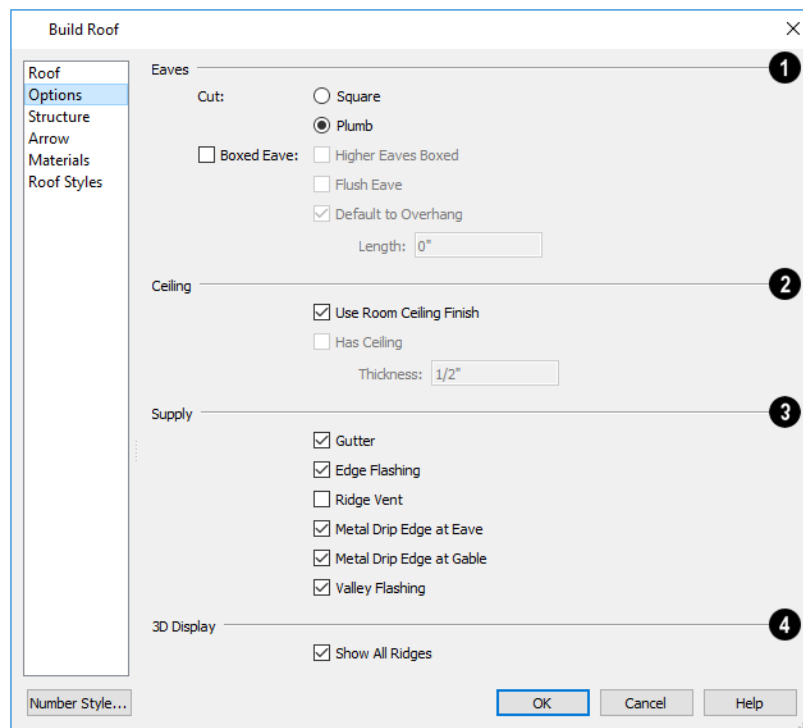 Build Roof
Roof
Options
Structure
Arrow
Materials
Roof Styles
Eaves 1
Cut: Square
Plumb
Boxed Eave: Higher Eaves Boxed
Flush Eave
Default to Overhang
Length: 0"
Ceiling 2
Use Room Ceiling Finish
Has Ceiling
Thickness: 1/2"
Supply 3
Gutter
Edge Flashing
Ridge Vent
Metal Drip Edge at Eave
Metal Drip Edge at Gable
Valley Flashing
3D Display 4
Show All Ridges
Number Style... OK Cancel Help